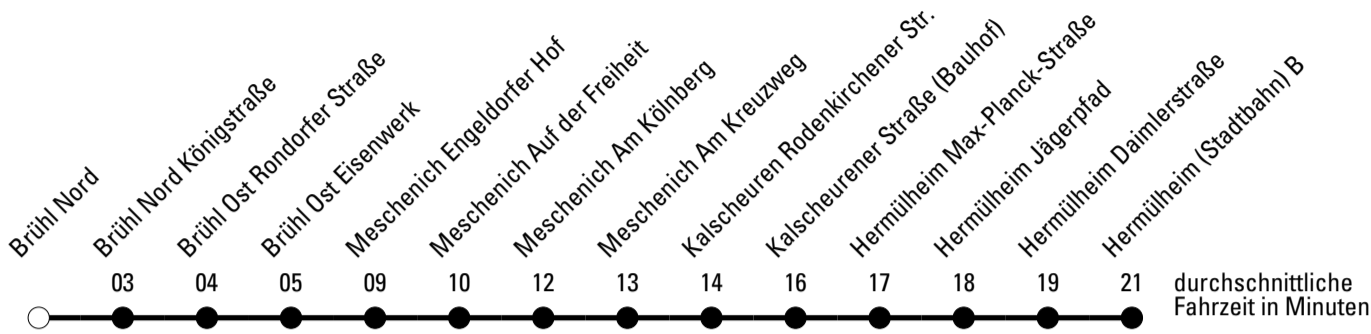 Brühl Nord
Brühl Nord Königstraße
Brühl Ost Rondorfer Straße
Brühl Ost Eisenwerk
Meschenich Engeldorfer Hof
Meschenich Auf der Freiheit
Meschenich Am Kölnberg
Meschenich Am Kreuzweg
Kalscheuren Rodenkirchener Str.
Kalscheurener Straße (Bauhof)
Hermülheim Max-Planck-Straße
Hermülheim Jägerpfad
Hermülheim Daimlerstraße
Hermülheim (Stadtbahn) B
03 04 05 09 10 12 13 14 16 17 18 19 21
durchschnittliche
Fahrzeit in Minuten